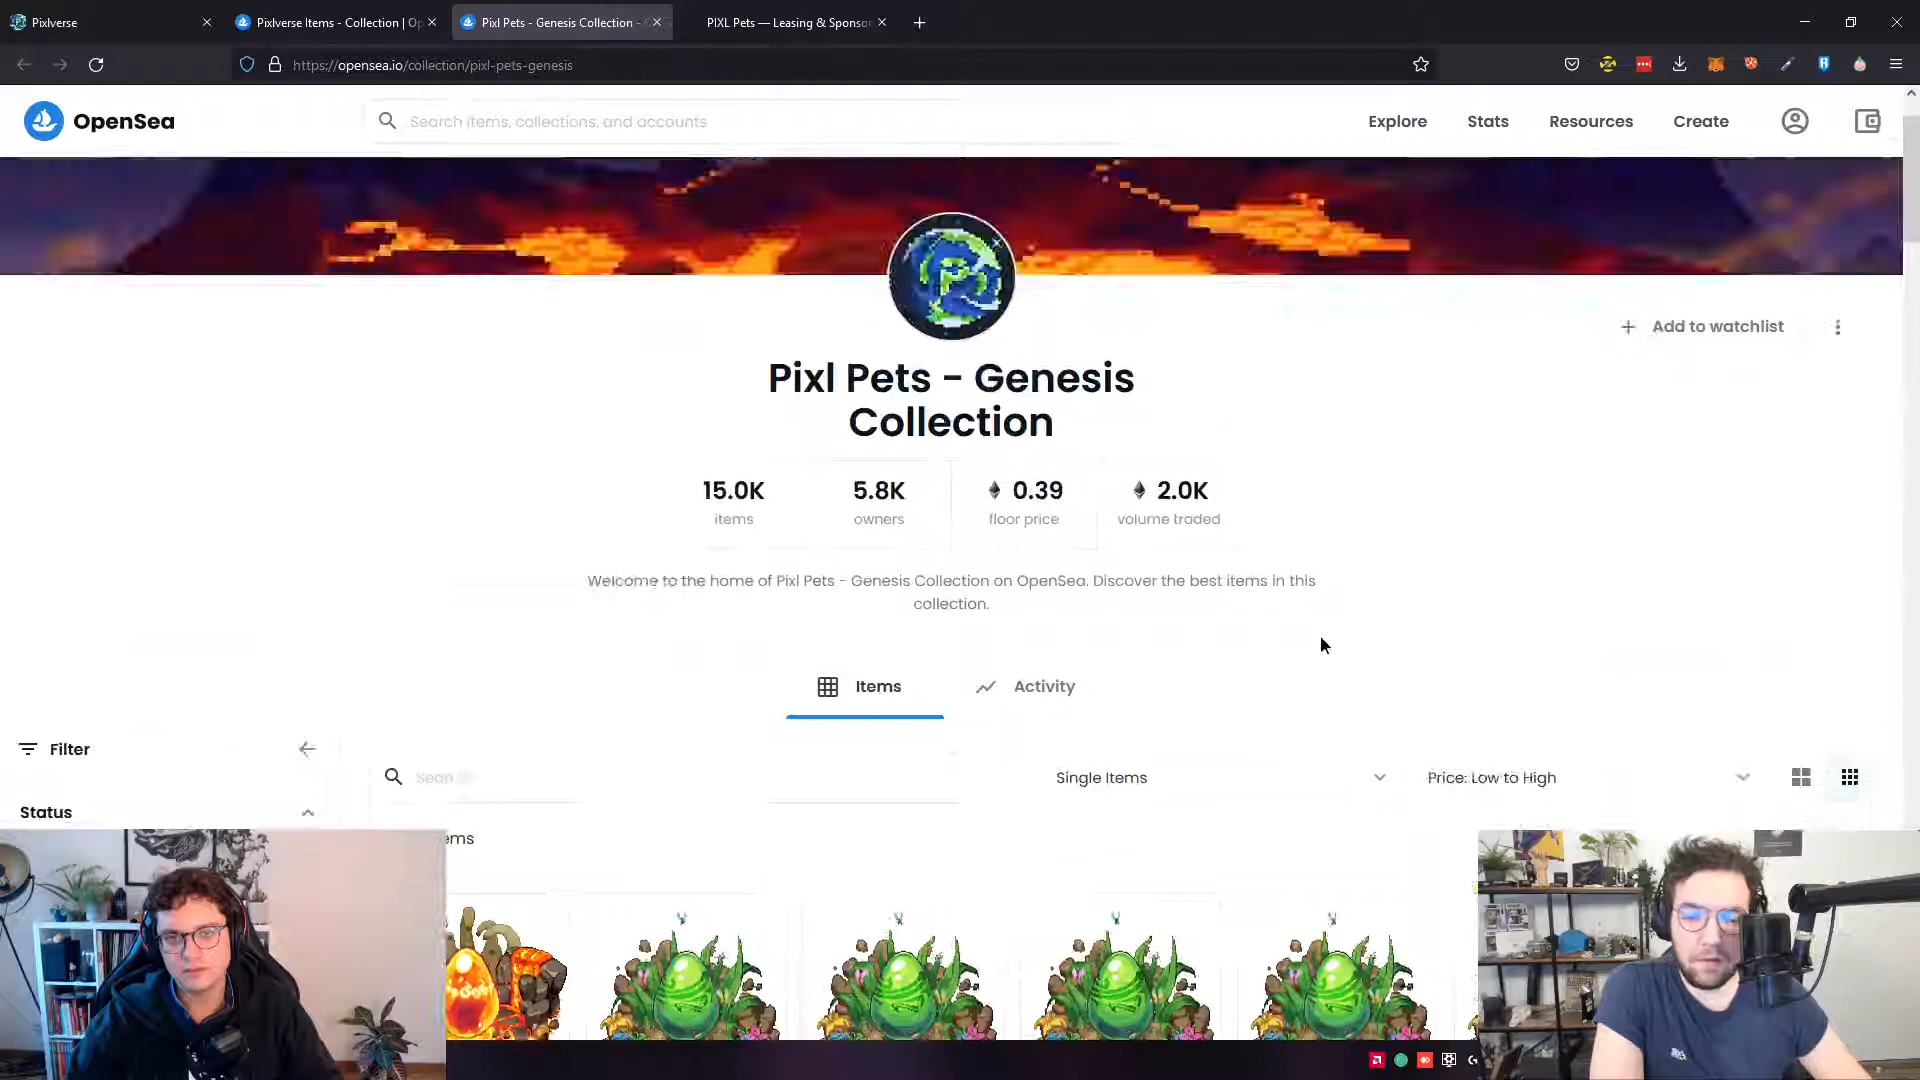 Pixlverse
Pixlverse Items - Collection | Op
Pixl Pets - Genesis Collection -
PIXL Pets — Leasing & Sponsor
https://opensea.io/collection/pixl-pets-genesis
OpenSea
Search items, collections, and accounts
Explore
Stats
Resources
Create
Add to watchlist
Pixl Pets - Genesis
Collection
15.0K
5.8K
0.39
2.0K
items
owners
floor price
volume traded
Welcome to the home of Pixl Pets - Genesis Collection on OpenSea. Discover the best items in this
collection.
Items
Activity
Filter
Single Items
Price: Low to High
Status
ems